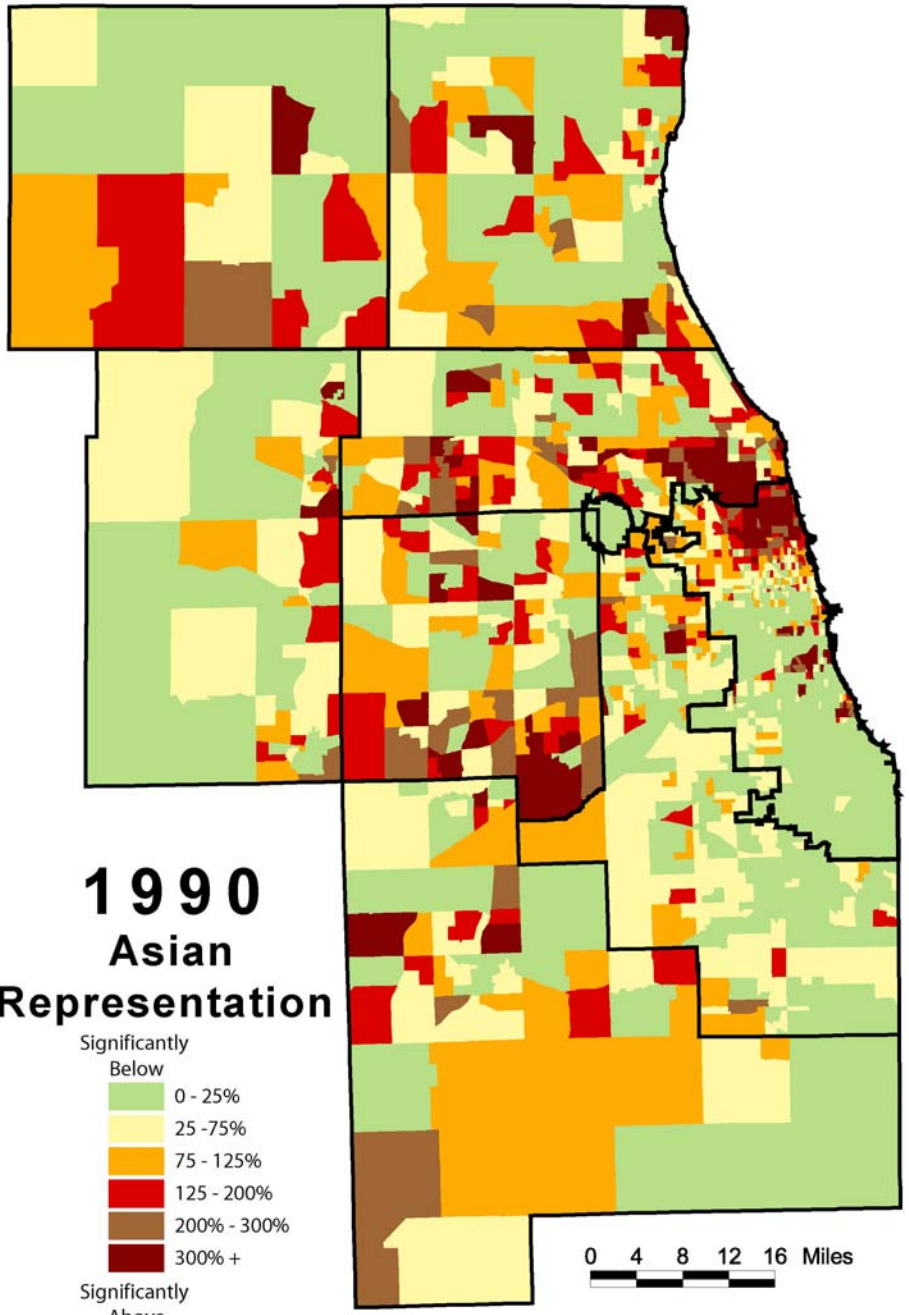 1990
Asian
Representation
Significantly
Below
0 - 25%
25 -75%
75 - 125%
125 - 200%
200% - 300%
300% +
Significantly
Above
0 4 8 12 16 Miles